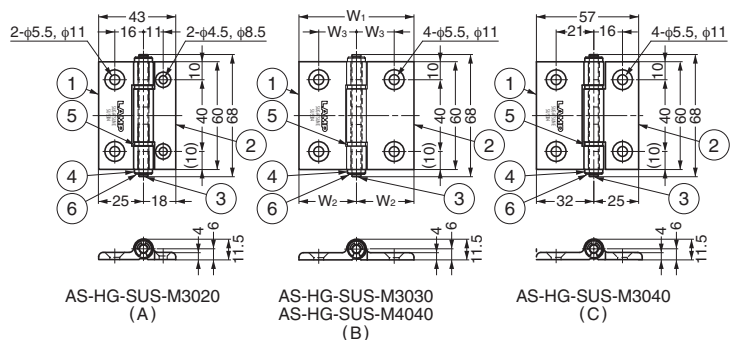 43
2-φ5.5, φ11
16
11
2-φ4.5, φ8.5
1
5
4
6
LAMP
10
40
60
68
(10)
2
3
25
18
4
6
11.5
AS-HG-SUS-M3020
(A)
W1
W3
W3
4-φ5.5, φ11
1
5
4
6
10
40
60
68
(10)
2
3
W2
W2
4
6
11.5
AS-HG-SUS-M3030
AS-HG-SUS-M4040
(B)
57
21
16
4-φ5.5, φ11
1
5
4
6
LAMP
10
40
60
68
(10)
2
3
32
25
4
6
11.5
AS-HG-SUS-M3040
(C)